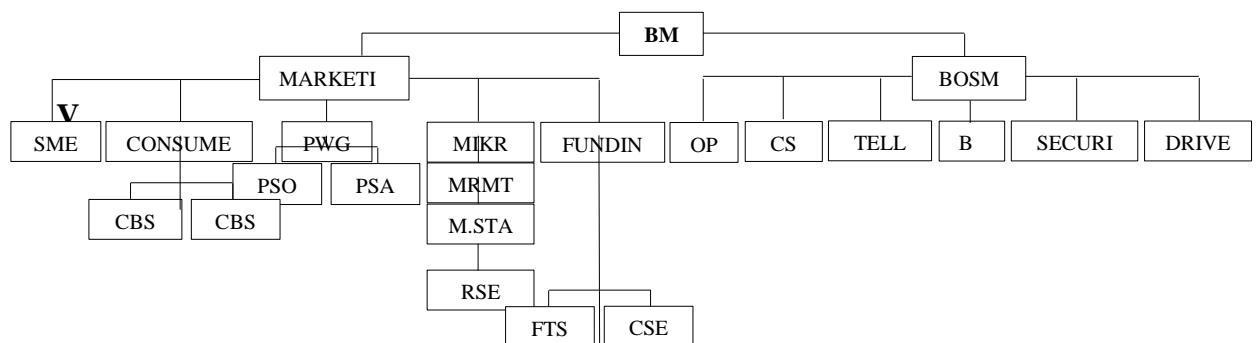 BM
MARKETI
BOSM
V
SME
CONSUME
PWG
MIKR
FUNDIN
OP
CS
TELL
B
SECURI
DRIVE
PSO
PSA
MRMT
CBS
CBS
M.STA
RSE
FTS
CSE